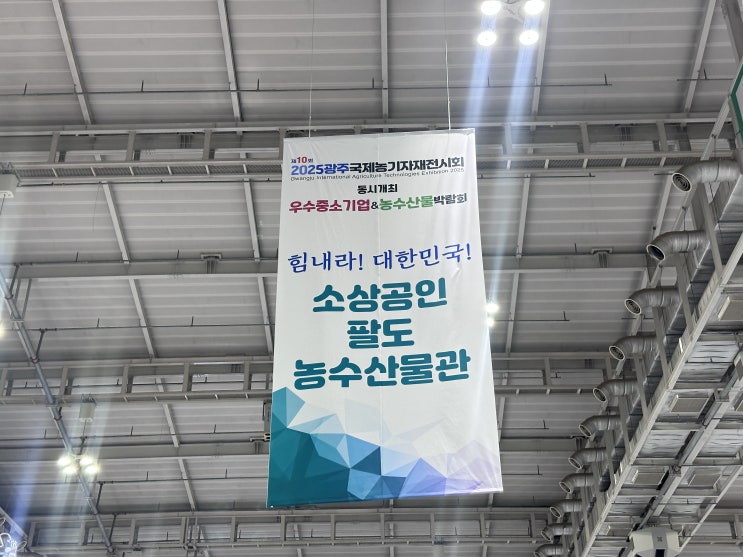 제10회
2025광주국제농기자재전시회
Gwangju International Agriculture Technologies Exhibition 2025
동시개최
우수중소기업&농수산물박람회
힘내라! 대한민국!
소상공인
팔도
농수산물관